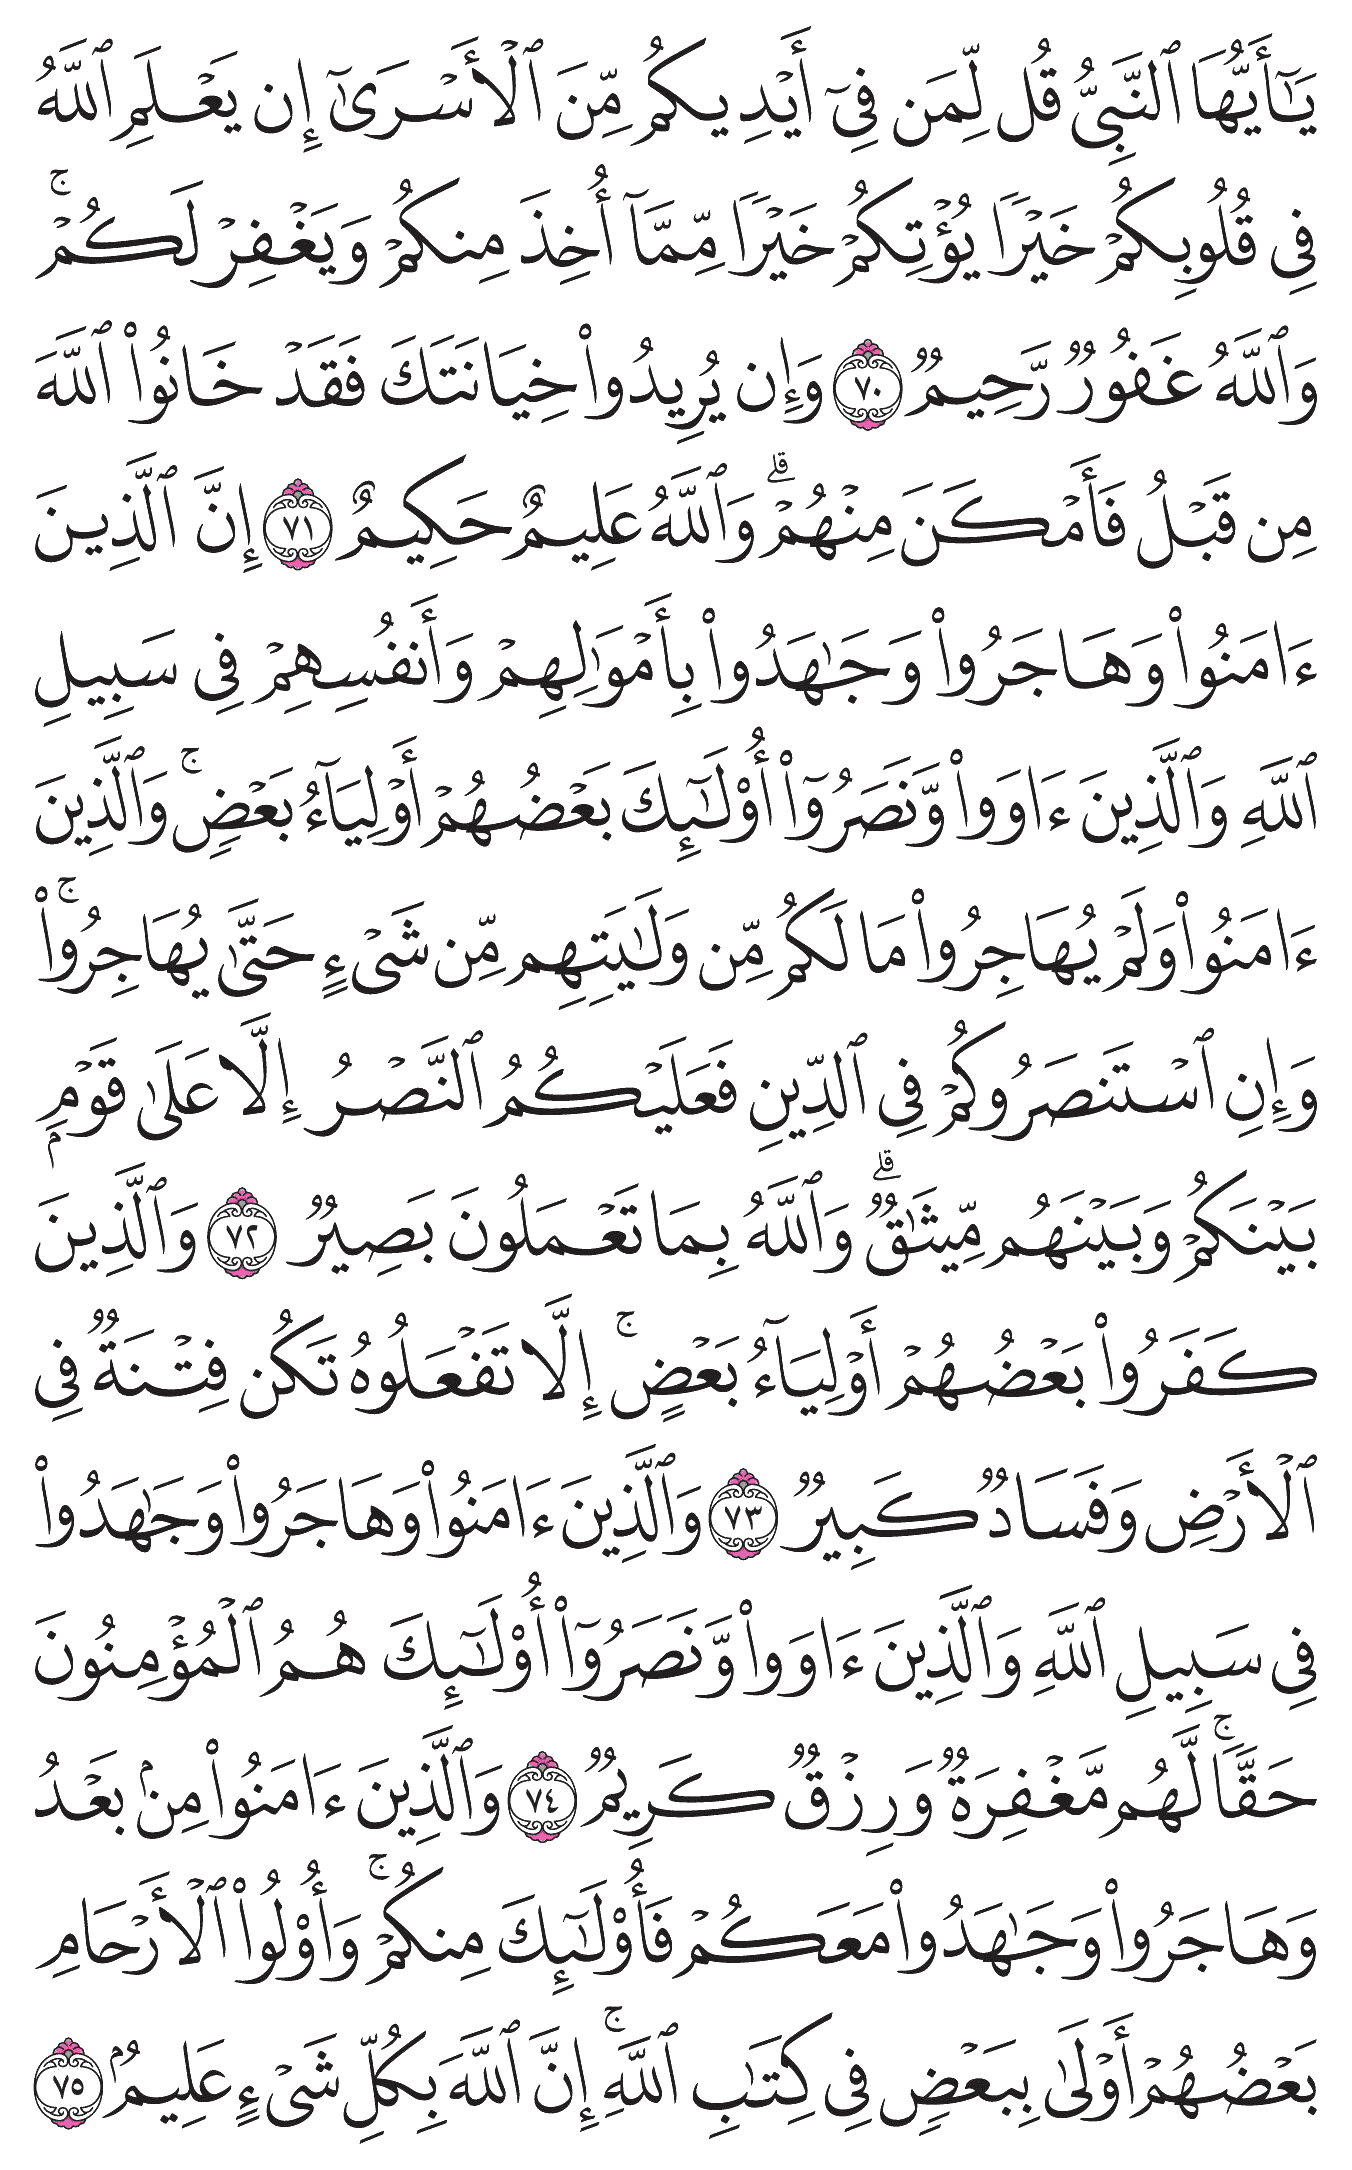 يَٰٓأَيُّهَا ٱلنَّبِيُّ قُل لِّمَن فِيٓ أَيۡدِيكُم مِّنَ ٱلۡأَسۡرَىٰٓ إِن يَعۡلَمِ ٱللَّهُ
فِي قُلُوبِكُمۡ خَيۡرٗا يُؤۡتِكُمۡ خَيۡرٗا مِّمَّآ أُخِذَ مِنكُمۡ وَيَغۡفِرۡ لَكُمۡۚ
وَٱللَّهُ غَفُورٞ رَّحِيمٞ ٧٠ وَإِن يُرِيدُواْ خِيَانَتَكَ فَقَدۡ خَانُواْ ٱللَّهَ
مِن قَبۡلُ فَأَمۡكَنَ مِنۡهُمۡۗ وَٱللَّهُ عَلِيمٌ حَكِيمٌ ٧١ إِنَّ ٱلَّذِينَ
ءَامَنُواْ وَهَاجَرُواْ وَجَٰهَدُواْ بِأَمۡوَٰلِهِمۡ وَأَنفُسِهِمۡ فِي سَبِيلِ
ٱللَّهِ وَٱلَّذِينَ ءَاوَواْ وَّنَصَرُوٓاْ أُوْلَٰٓئِكَ بَعۡضُهُمۡ أَوۡلِيَآءُ بَعۡضٖۚ وَٱلَّذِينَ
ءَامَنُواْ وَلَمۡ يُهَاجِرُواْ مَا لَكُم مِّن وَلَٰيَتِهِم مِّن شَيۡءٍ حَتَّىٰ يُهَاجِرُواْۚ
وَإِنِ ٱسۡتَنصَرُوكُمۡ فِي ٱلدِّينِ فَعَلَيۡكُمُ ٱلنَّصۡرُ إِلَّا عَلَىٰ قَوۡمِۭ
بَيۡنَكُمۡ وَبَيۡنَهُم مِّيثَٰقٞۗ وَٱللَّهُ بِمَا تَعۡمَلُونَ بَصِيرٞ ٧٢ وَٱلَّذِينَ
كَفَرُواْ بَعۡضُهُمۡ أَوۡلِيَآءُ بَعۡضٍۚ إِلَّا تَفۡعَلُوهُ تَكُن فِتۡنَةٞ فِي
ٱلۡأَرۡضِ وَفَسَادٞ كَبِيرٞ ٧٣ وَٱلَّذِينَ ءَامَنُواْ وَهَاجَرُواْ وَجَٰهَدُواْ
فِي سَبِيلِ ٱللَّهِ وَٱلَّذِينَ ءَاوَواْ وَّنَصَرُوٓاْ أُوْلَٰٓئِكَ هُمُ ٱلۡمُؤۡمِنُونَ
حَقّٗاۚ لَّهُم مَّغۡفِرَةٞ وَرِزۡقٞ كَرِيمٞ ٧٤ وَٱلَّذِينَ ءَامَنُواْ مِنۢ بَعۡدُ
وَهَاجَرُواْ وَجَٰهَدُواْ مَعَكُمۡ فَأُوْلَٰٓئِكَ مِنكُمۡۚ وَأُوْلُواْ ٱلۡأَرۡحَامِ
بَعۡضُهُمۡ أَوۡلَىٰ بِبَعۡضٖ فِي كِتَٰبِ ٱللَّهِۚ إِنَّ ٱللَّهَ بِكُلِّ شَيۡءٍ عَلِيمُۢ ٧٥